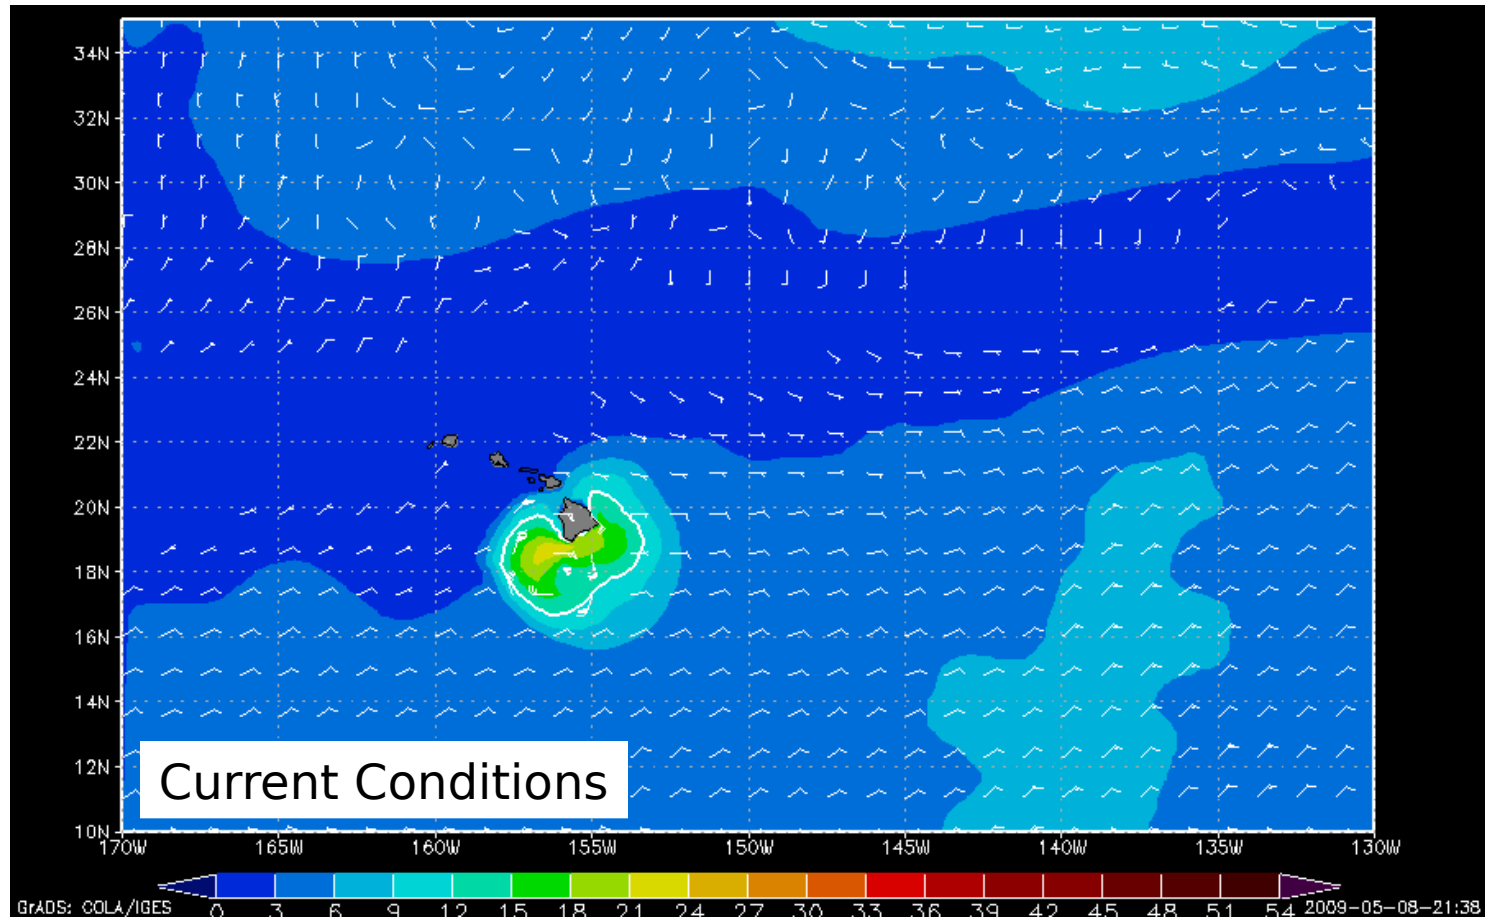 34N
32N
30N
28N
26N
24N
22N
20N
18N
16N
14N
12N
10N
Current Conditions
170W 165W 160W 155W 150W 145W 140W 135W 130W
0 3 6 9 12 15 18 21 24 27 30 33 36 39 42 45 48 51 54
GrADS: COLA/IGES 2009-05-08-21:38